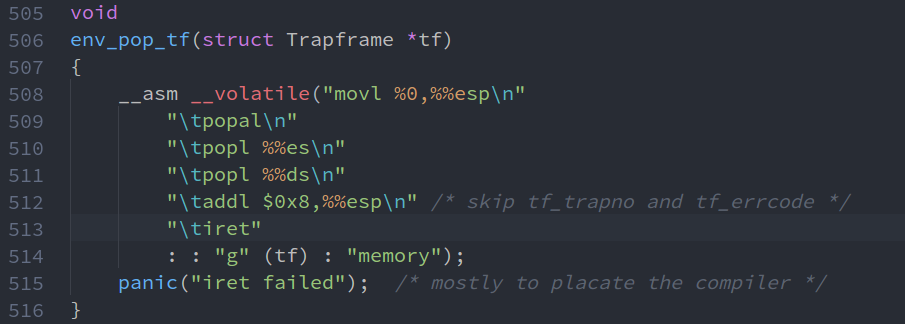 505 void
506 env_pop_tf(struct Trapframe *tf)
507 {
508     __asm __volatile("movl %0,%%esp\n"
509         "\tpopal\n"
510         "\tpopl %%es\n"
511         "\tpopl %%ds\n"
512         "\taddl $0x8,%%esp\n" /* skip tf_trapno and tf_errcode */
513         "\tiret"
514         : : "g" (tf) : "memory");
515     panic("iret failed");  /* mostly to placate the compiler */
516 }